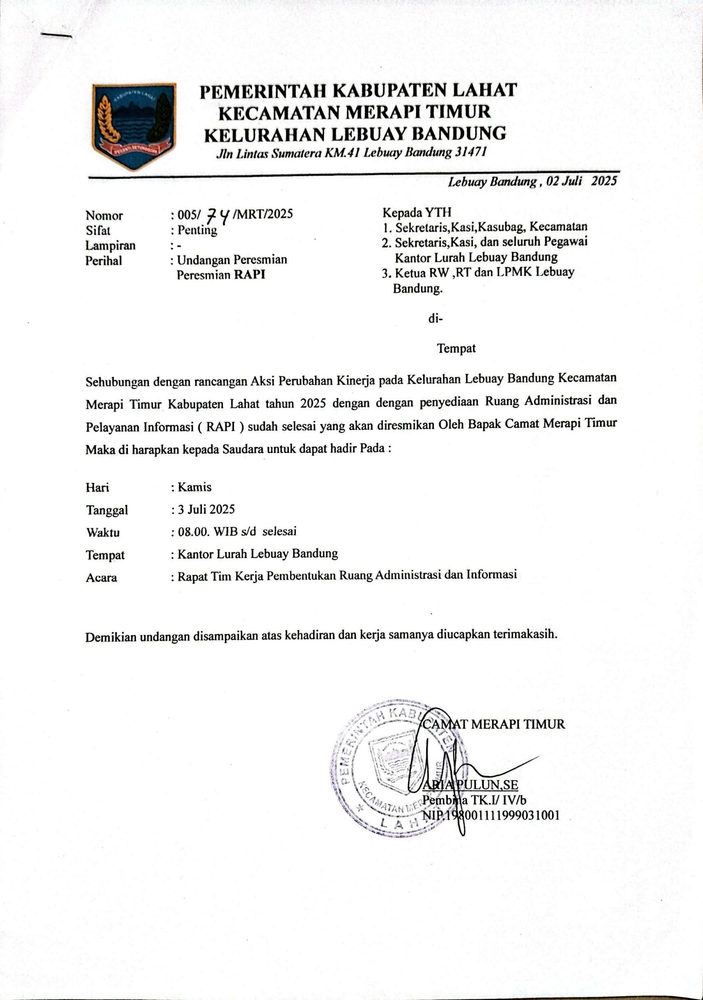 KABUPATEN LAHAT
PEMERINTAH KABUPATEN LAHAT
KECAMATAN MERAPI TIMUR
KELURAHAN LEBUAY BANDUNG
Jln Lintas Sumatera KM.41 Lebuay Bandung 31471
Lebuay Bandung , 02 Juli 2025
Nomor : 005/ 74 /MRT/2025
Sifat : Penting
Lampiran : -
Perihal : Undangan Peresmian
Peresmian RAPI
Kepada YTH
1. Sekretaris,Kasi,Kasubag, Kecamatan
2. Sekretaris,Kasi, dan seluruh Pegawai
Kantor Lurah Lebuay Bandung
3. Ketua RW ,RT dan LPMK Lebuay
Bandung.
di-
Tempat
Sehubungan dengan rancangan Aksi Perubahan Kinerja pada Kelurahan Lebuay Bandung Kecamatan
Merapi Timur Kabupaten Lahat tahun 2025 dengan dengan penyediaan Ruang Administrasi dan
Pelayanan Informasi ( RAPI ) sudah selesai yang akan diresmikan Oleh Bapak Camat Merapi Timur
Maka di harapkan kepada Saudara untuk dapat hadir Pada :
Hari : Kamis
Tanggal : 3 Juli 2025
Waktu : 08.00. WIB s/d selesai
Tempat : Kantor Lurah Lebuay Bandung
Acara : Rapat Tim Kerja Pembentukan Ruang Administrasi dan Informasi
Demikian undangan disampaikan atas kehadiran dan kerja samanya diucapkan terimakasih.
CAMAT MERAPI TIMUR
ARIA PULUN,SE
Pembina TK.I/ IV/b
NIP.198001111999031001
PEMERINTAH KABUPATEN
KECAMATAN MERAPI TIMUR
LAHAT